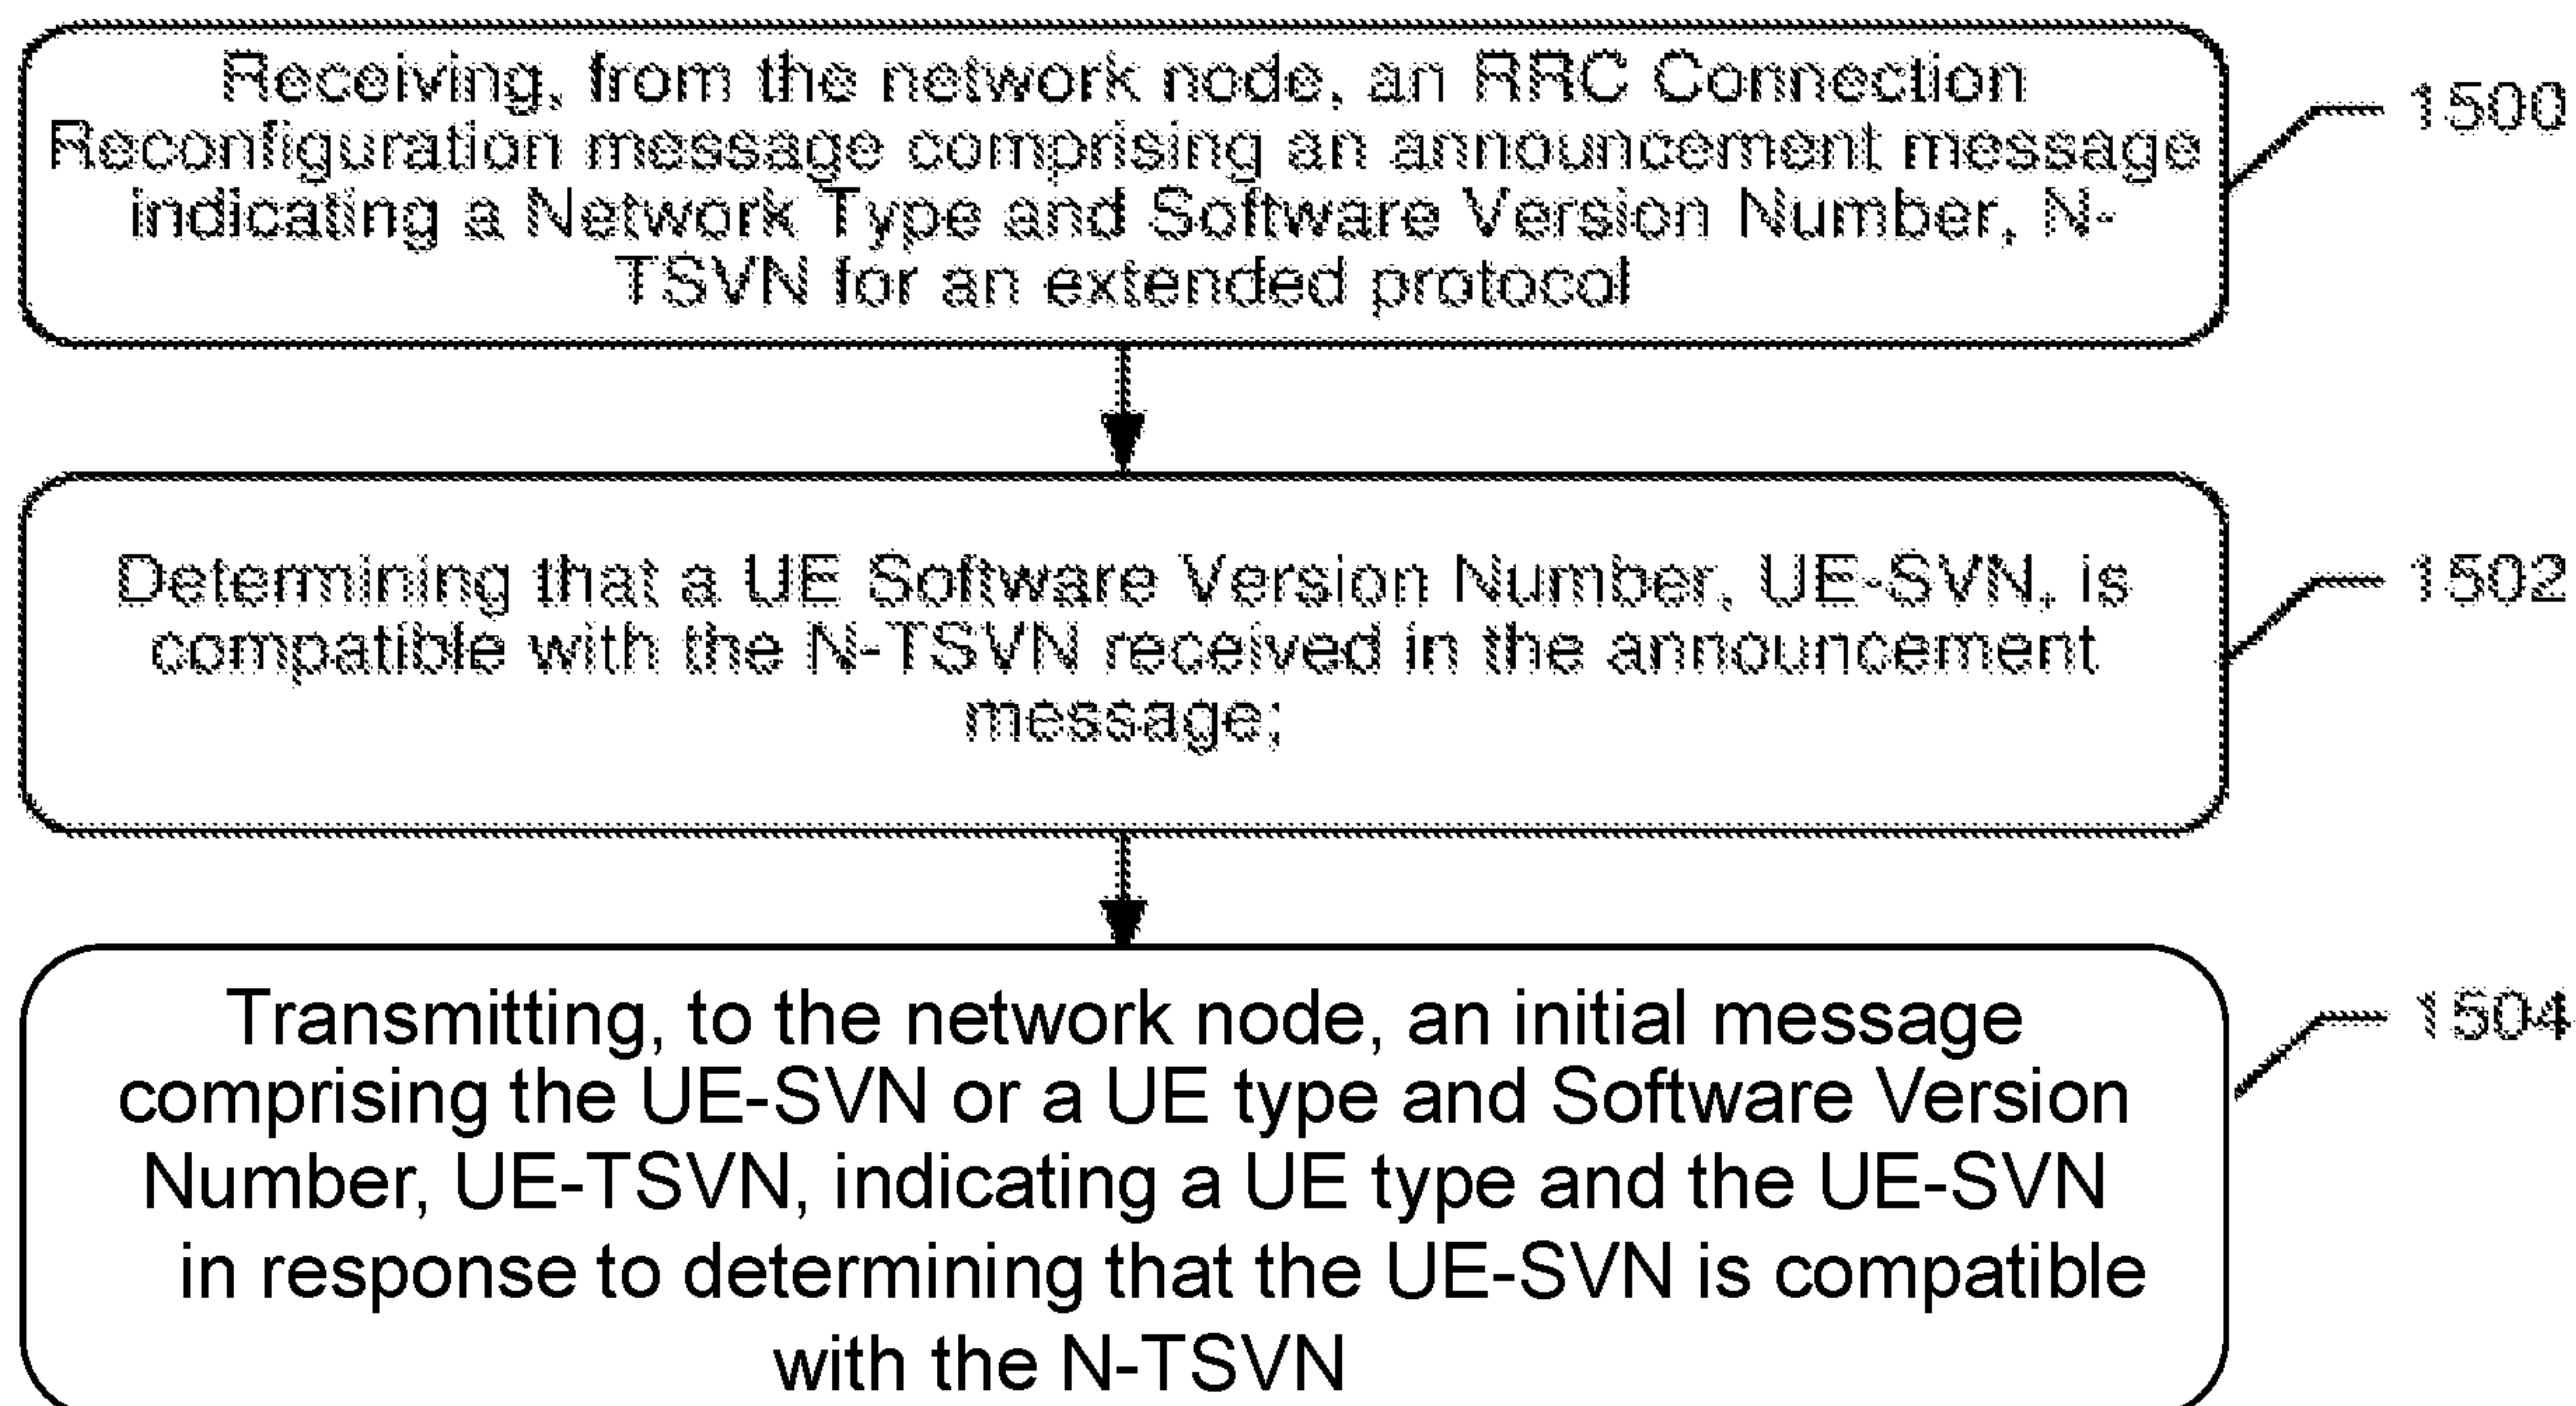 Receiving, from the network node, an RRC Connection
Reconfiguration message comprising an announcement message
indicating a Network Type and Software Version Number, N-
TSVN for an extended protocol
1500
Determining that a UE Software Version Number, UE-SVN, is
compatible with the N-TSVN received in the announcement
message;
1502
Transmitting, to the network node, an initial message
comprising the UE-SVN or a UE type and Software Version
Number, UE-TSVN, indicating a UE type and the UE-SVN
in response to determining that the UE-SVN is compatible
with the N-TSVN
1504